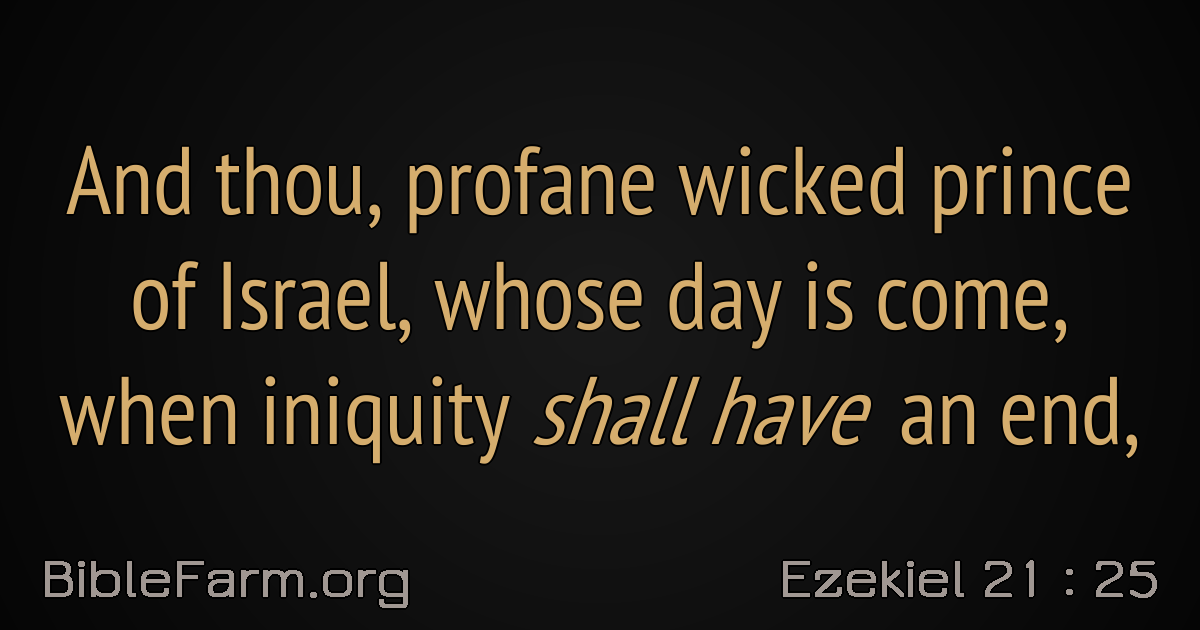 And thou, profane wicked prince
of Israel, whose day is come,
when iniquity shall have an end,
BibleFarm.org
Ezekiel 21 : 25